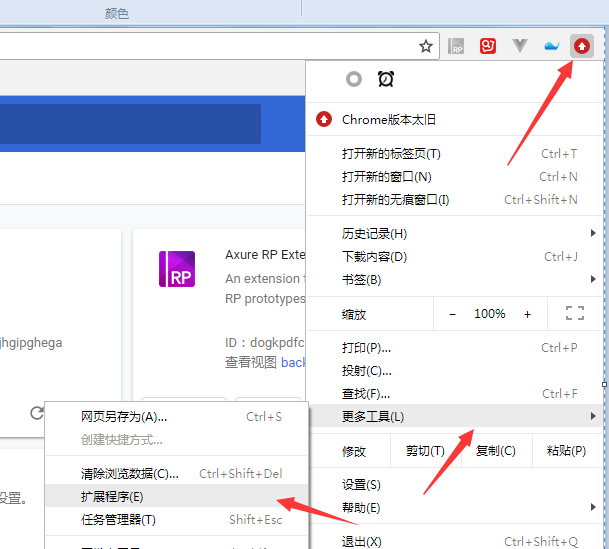 颜色
RP
Chrome版本太旧
打开新的标签页(T) Ctrl+T
打开新的窗口(N) Ctrl+N
打开新的无痕窗口(I) Ctrl+Shift+N
历史记录(H)
下载内容(D) Ctrl+J
书签(B)
缩放 − 100% +
打印(P)... Ctrl+P
投射(C)...
查找(F)... Ctrl+F
更多工具(L)
修改 剪切(T) 复制(C) 粘贴(P)
设置(S)
帮助(E)
退出(X) Ctrl+Shift+Q
RP
Axure RP Exte
An extension t
RP prototypes
jhgipghega
ID：dogkpdfc
查看视图 back
网页另存为(A)... Ctrl+S
创建快捷方式...
清除浏览数据(C)... Ctrl+Shift+Del
扩展程序(E)
任务管理器(T) Shift+Esc
设置。